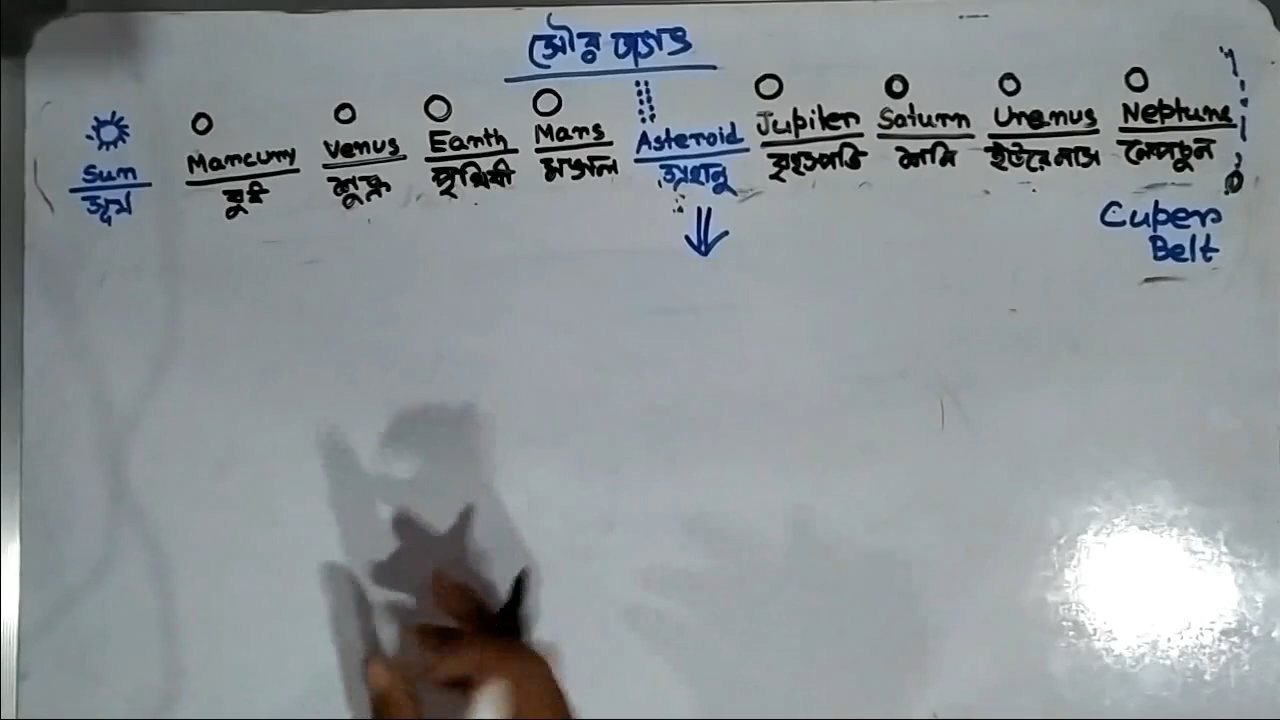 সৌর জগৎ
Sun
সূর্য
Mercury
বুধ
Venus
শুক্র
Earth
পৃথিবী
Mars
মঙ্গল
Asteroid
গ্রহানু
Jupiter
বৃহস্পতি
Saturn
শনি
Uranus
ইউরেনাস
Neptune
নেপচুন
Cuper
Belt